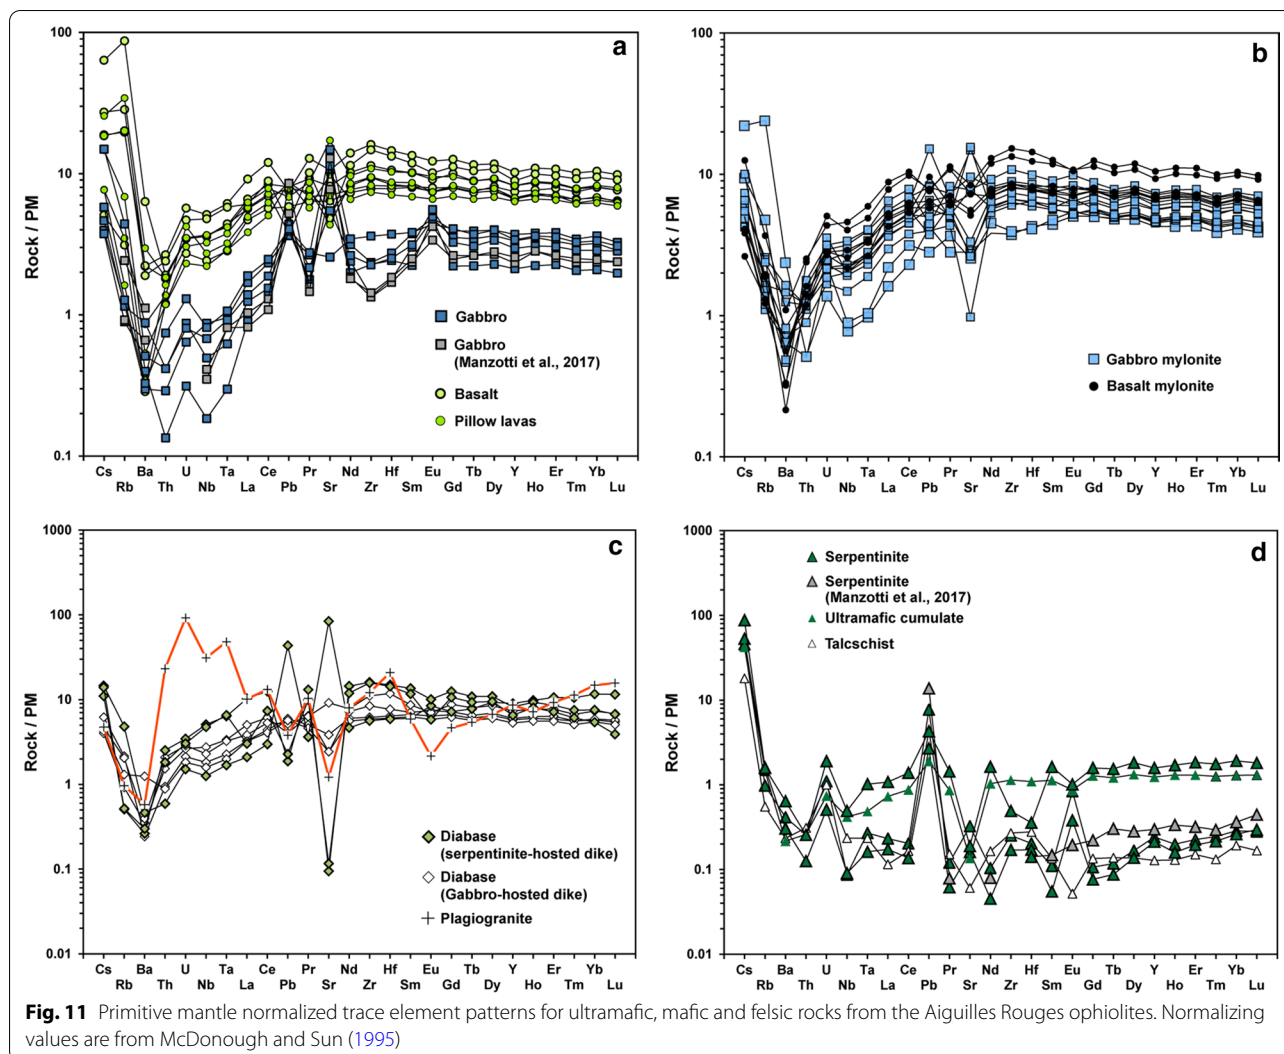 a
100
10
1
0.1
Rock / PM
Gabbro
Gabbro
(Manzotti et al., 2017)
Basalt
Pillow lavas
Cs Ba U Ta Ce Pr Nd Hf Eu Tb Y Er Yb
Rb Th Nb La Pb Sr Zr Sm Gd Dy Ho Tm Lu
b
100
10
1
0.1
Rock / PM
Gabbro mylonite
Basalt mylonite
Cs Ba U Ta Ce Pr Nd Hf Eu Tb Y Er Yb
Rb Th Nb La Pb Sr Zr Sm Gd Dy Ho Tm Lu
c
1000
100
10
1
0.1
0.01
Rock / PM
Diabase
(serpentinite-hosted dike)
Diabase
(Gabbro-hosted dike)
Plagiogranite
Cs Ba U Ta Ce Pr Nd Hf Eu Tb Y Er Yb
Rb Th Nb La Pb Sr Zr Sm Gd Dy Ho Tm Lu
d
1000
100
10
1
0.1
0.01
Rock / PM
Serpentinite
Serpentinite
(Manzotti et al., 2017)
Ultramafic cumulate
Talcschist
Cs Ba U Ta Ce Pr Nd Hf Eu Tb Y Er Yb
Rb Th Nb La Pb Sr Zr Sm Gd Dy Ho Tm Lu
Fig. 11 Primitive mantle normalized trace element patterns for ultramafic, mafic and felsic rocks from the Aiguilles Rouges ophiolites. Normalizing
values are from McDonough and Sun (1995)